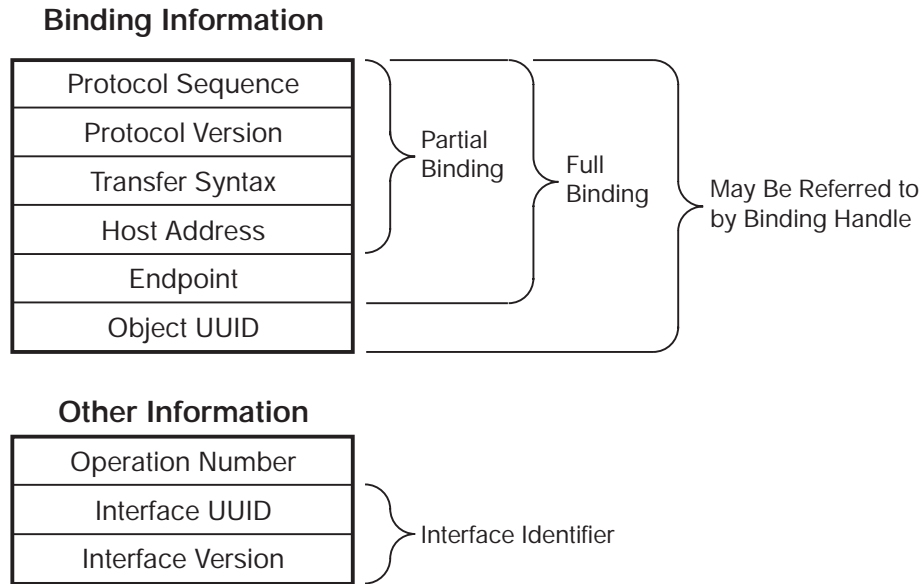 Binding Information
Protocol Sequence
Protocol Version
Transfer Syntax
Host Address
Endpoint
Object UUID
Partial
Binding
Full
Binding
May Be Referred to
by Binding Handle
Other Information
Operation Number
Interface UUID
Interface Version
Interface Identifier